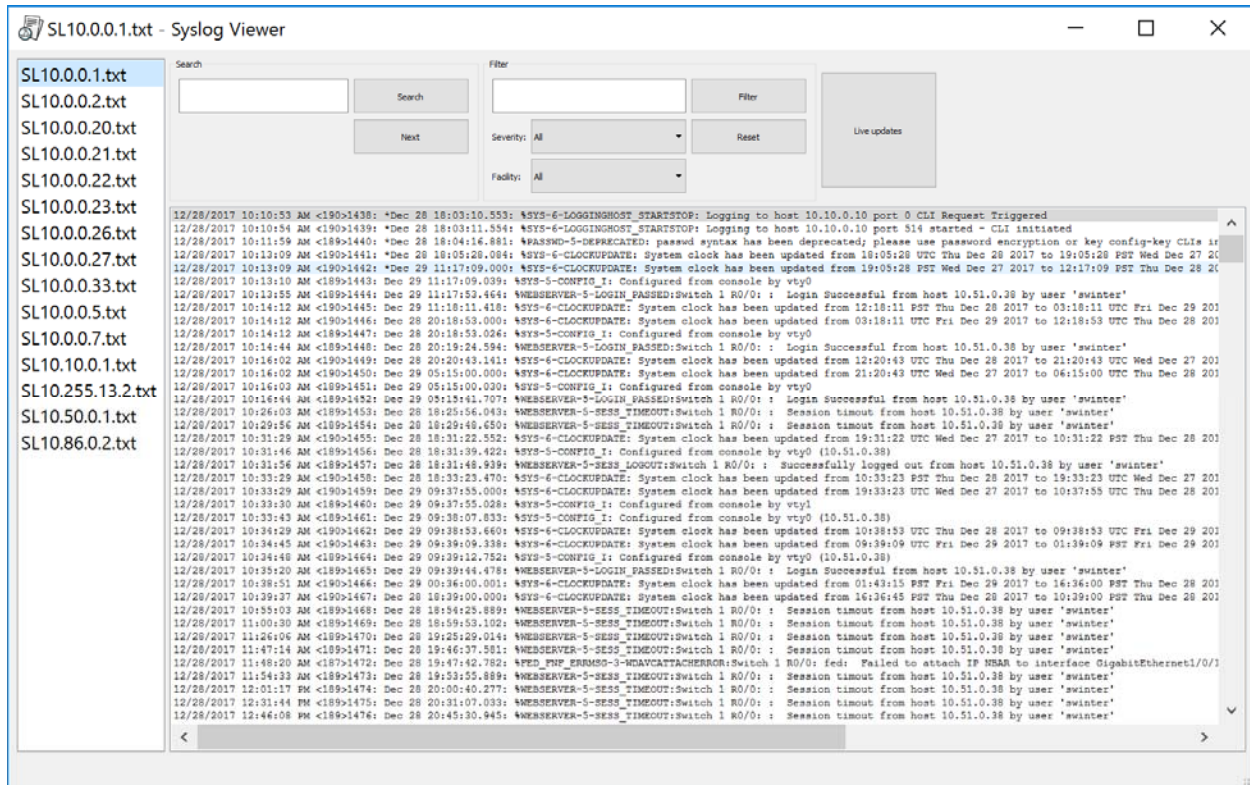 SL10.0.0.1.txt - Syslog Viewer
SL10.0.0.1.txt
SL10.0.0.2.txt
SL10.0.0.20.txt
SL10.0.0.21.txt
SL10.0.0.22.txt
SL10.0.0.23.txt
SL10.0.0.26.txt
SL10.0.0.27.txt
SL10.0.0.33.txt
SL10.0.0.5.txt
SL10.0.0.7.txt
SL10.10.0.1.txt
SL10.255.13.2.txt
SL10.50.0.1.txt
SL10.86.0.2.txt
Search
Search
Next
Filter
Filter
Severity: All
Reset
Facility: All
Live updates
12/28/2017 10:10:53 AM <190>1438: *Dec 28 18:03:10.553: %SYS-6-LOGGINGHOST_STARTSTOP: Logging to host 10.10.0.10 port 0 CLI Request Triggered
12/28/2017 10:10:54 AM <190>1439: *Dec 28 18:03:11.554: %SYS-6-LOGGINGHOST_STARTSTOP: Logging to host 10.10.0.10 port 514 started - CLI initiated
12/28/2017 10:11:59 AM <189>1440: *Dec 28 18:04:16.881: %PASSWD-5-DEPRECATED: passwd syntax has been deprecated; please use password encryption or key config-key CLIs in
12/28/2017 10:13:09 AM <190>1441: *Dec 28 18:05:28.084: %SYS-6-CLOCKUPDATE: System clock has been updated from 18:05:28 UTC Thu Dec 28 2017 to 19:05:28 PST Wed Dec 27 20
12/28/2017 10:13:09 AM <190>1442: *Dec 29 11:17:09.000: %SYS-6-CLOCKUPDATE: System clock has been updated from 19:05:28 PST Wed Dec 27 2017 to 12:17:09 PST Thu Dec 28 20
12/28/2017 10:13:10 AM <189>1443: Dec 29 11:17:09.039: %SYS-5-CONFIG_I: Configured from console by vty0
12/28/2017 10:13:55 AM <189>1444: Dec 29 11:17:53.464: %WEBSERVER-5-LOGIN_PASSED:Switch 1 R0/0: : Login Successful from host 10.51.0.38 by user 'swinter'
12/28/2017 10:14:12 AM <190>1445: Dec 29 11:18:11.418: %SYS-6-CLOCKUPDATE: System clock has been updated from 12:18:11 PST Thu Dec 28 2017 to 03:18:11 UTC Fri Dec 29 201
12/28/2017 10:14:12 AM <190>1446: Dec 28 20:18:53.000: %SYS-6-CLOCKUPDATE: System clock has been updated from 03:18:11 UTC Fri Dec 29 2017 to 12:18:53 UTC Thu Dec 28 201
12/28/2017 10:14:12 AM <189>1447: Dec 28 20:18:53.026: %SYS-5-CONFIG_I: Configured from console by vty0
12/28/2017 10:14:44 AM <189>1448: Dec 28 20:19:24.594: %WEBSERVER-5-LOGIN_PASSED:Switch 1 R0/0: : Login Successful from host 10.51.0.38 by user 'swinter'
12/28/2017 10:16:02 AM <190>1449: Dec 28 20:20:43.141: %SYS-6-CLOCKUPDATE: System clock has been updated from 12:20:43 UTC Thu Dec 28 2017 to 21:20:43 UTC Wed Dec 27 201
12/28/2017 10:16:02 AM <190>1450: Dec 29 05:15:00.000: %SYS-6-CLOCKUPDATE: System clock has been updated from 21:20:43 UTC Wed Dec 27 2017 to 06:15:00 UTC Thu Dec 28 201
12/28/2017 10:16:03 AM <189>1451: Dec 29 05:15:00.030: %SYS-5-CONFIG_I: Configured from console by vty0
12/28/2017 10:16:44 AM <189>1452: Dec 29 05:15:41.707: %WEBSERVER-5-LOGIN_PASSED:Switch 1 R0/0: : Login Successful from host 10.51.0.38 by user 'swinter'
12/28/2017 10:26:03 AM <189>1453: Dec 28 18:25:56.043: %WEBSERVER-5-SESS_TIMEOUT:Switch 1 R0/0: : Session timout from host 10.51.0.38 by user 'swinter'
12/28/2017 10:29:56 AM <189>1454: Dec 28 18:29:48.650: %WEBSERVER-5-SESS_TIMEOUT:Switch 1 R0/0: : Session timout from host 10.51.0.38 by user 'swinter'
12/28/2017 10:31:29 AM <190>1455: Dec 28 18:31:22.552: %SYS-6-CLOCKUPDATE: System clock has been updated from 19:31:22 UTC Wed Dec 27 2017 to 10:31:22 PST Thu Dec 28 201
12/28/2017 10:31:46 AM <189>1456: Dec 28 18:31:39.422: %SYS-5-CONFIG_I: Configured from console by vty0 (10.51.0.38)
12/28/2017 10:31:56 AM <189>1457: Dec 28 18:31:48.939: %WEBSERVER-5-SESS_LOGOUT:Switch 1 R0/0: : Successfully logged out from host 10.51.0.38 by user 'swinter'
12/28/2017 10:33:29 AM <190>1458: Dec 28 18:33:23.470: %SYS-6-CLOCKUPDATE: System clock has been updated from 10:33:23 PST Thu Dec 28 2017 to 19:33:23 UTC Wed Dec 27 201
12/28/2017 10:33:29 AM <190>1459: Dec 29 09:37:55.000: %SYS-6-CLOCKUPDATE: System clock has been updated from 19:33:23 UTC Wed Dec 27 2017 to 10:37:55 UTC Thu Dec 28 201
12/28/2017 10:33:30 AM <189>1460: Dec 29 09:37:55.028: %SYS-5-CONFIG_I: Configured from console by vty1
12/28/2017 10:33:43 AM <189>1461: Dec 29 09:38:07.833: %SYS-5-CONFIG_I: Configured from console by vty0 (10.51.0.38)
12/28/2017 10:34:29 AM <190>1462: Dec 29 09:38:53.660: %SYS-6-CLOCKUPDATE: System clock has been updated from 10:38:53 UTC Thu Dec 28 2017 to 09:38:53 UTC Fri Dec 29 201
12/28/2017 10:34:45 AM <190>1463: Dec 29 09:39:09.338: %SYS-6-CLOCKUPDATE: System clock has been updated from 09:39:09 UTC Fri Dec 29 2017 to 01:39:09 PST Fri Dec 29 201
12/28/2017 10:34:48 AM <189>1464: Dec 29 09:39:12.752: %SYS-5-CONFIG_I: Configured from console by vty0 (10.51.0.38)
12/28/2017 10:35:20 AM <189>1465: Dec 29 09:39:44.478: %WEBSERVER-5-LOGIN_PASSED:Switch 1 R0/0: : Login Successful from host 10.51.0.38 by user 'swinter'
12/28/2017 10:38:51 AM <190>1466: Dec 29 00:36:00.001: %SYS-6-CLOCKUPDATE: System clock has been updated from 01:43:15 PST Fri Dec 29 2017 to 16:36:00 PST Thu Dec 28 201
12/28/2017 10:39:37 AM <190>1467: Dec 28 18:39:00.000: %SYS-6-CLOCKUPDATE: System clock has been updated from 16:36:45 PST Thu Dec 28 2017 to 10:39:00 PST Thu Dec 28 201
12/28/2017 10:55:03 AM <189>1468: Dec 28 18:54:25.889: %WEBSERVER-5-SESS_TIMEOUT:Switch 1 R0/0: : Session timout from host 10.51.0.38 by user 'swinter'
12/28/2017 11:00:30 AM <189>1469: Dec 28 18:59:53.102: %WEBSERVER-5-SESS_TIMEOUT:Switch 1 R0/0: : Session timout from host 10.51.0.38 by user 'swinter'
12/28/2017 11:26:06 AM <189>1470: Dec 28 19:25:29.014: %WEBSERVER-5-SESS_TIMEOUT:Switch 1 R0/0: : Session timout from host 10.51.0.38 by user 'swinter'
12/28/2017 11:47:14 AM <189>1471: Dec 28 19:46:37.581: %WEBSERVER-5-SESS_TIMEOUT:Switch 1 R0/0: : Session timout from host 10.51.0.38 by user 'swinter'
12/28/2017 11:48:20 AM <187>1472: Dec 28 19:47:42.782: %FED_FNF_ERRMSG-3-WDAVCATTACHERROR:Switch 1 R0/0: fed: Failed to attach IP NBAR to interface GigabitEthernet1/0/1
12/28/2017 11:54:33 AM <189>1473: Dec 28 19:53:55.889: %WEBSERVER-5-SESS_TIMEOUT:Switch 1 R0/0: : Session timout from host 10.51.0.38 by user 'swinter'
12/28/2017 12:01:17 PM <189>1474: Dec 28 20:00:40.277: %WEBSERVER-5-SESS_TIMEOUT:Switch 1 R0/0: : Session timout from host 10.51.0.38 by user 'swinter'
12/28/2017 12:31:44 PM <189>1475: Dec 28 20:31:07.033: %WEBSERVER-5-SESS_TIMEOUT:Switch 1 R0/0: : Session timout from host 10.51.0.38 by user 'swinter'
12/28/2017 12:46:08 PM <189>1476: Dec 28 20:45:30.945: %WEBSERVER-5-SESS_TIMEOUT:Switch 1 R0/0: : Session timout from host 10.51.0.38 by user 'swinter'